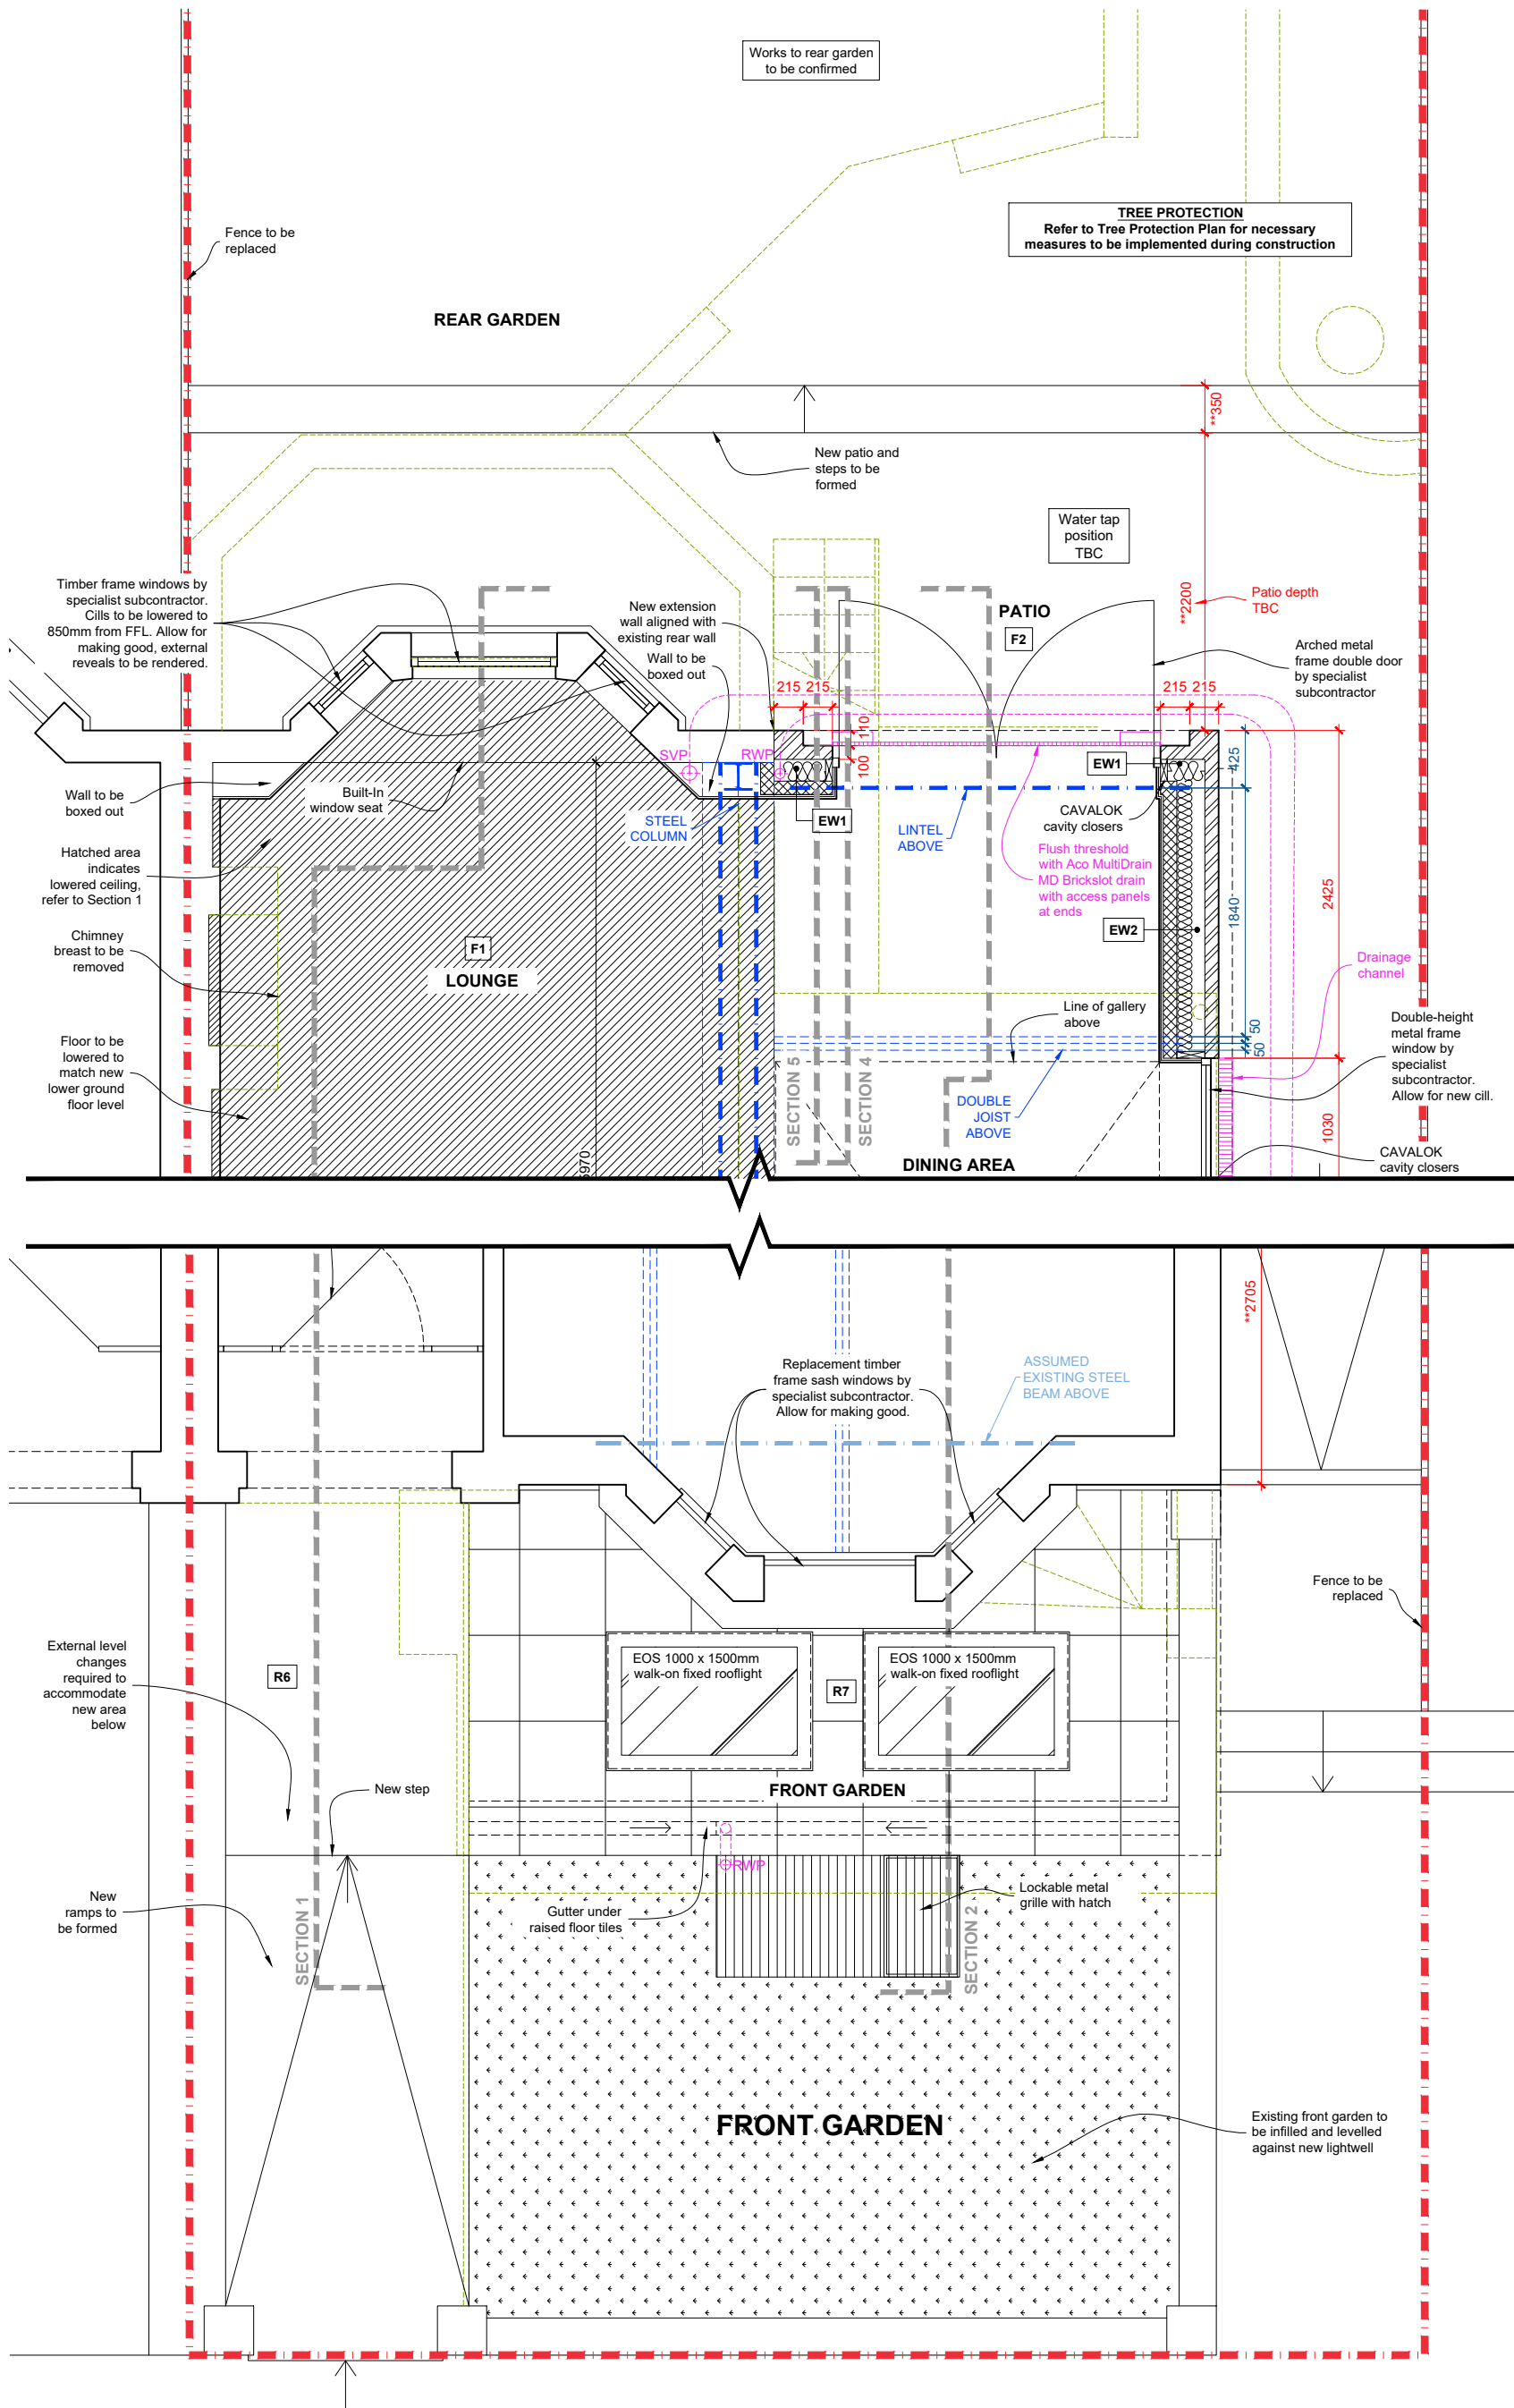 Works to rear garden
to be confirmed
TREE PROTECTION
Refer to Tree Protection Plan for necessary
measures to be implemented during construction
Fence to be
replaced
REAR GARDEN
**350
New patio and
steps to be
formed
Water tap
position
TBC
**2200
Patio depth
TBC
Timber frame windows by
specialist subcontractor.
Cills to be lowered to
850mm from FFL. Allow for
making good, external
reveals to be rendered.
New extension
wall aligned with
existing rear wall
Wall to be
boxed out
PATIO
F2
Arched metal
frame double door
by specialist
subcontractor
215 215
215 215
110
100
SVP
RWP
425
EW1
Wall to be
boxed out
Built-In
window seat
STEEL
COLUMN
EW1
LINTEL
ABOVE
CAVALOK
cavity closers
Flush threshold
with Aco MultiDrain
MD Brickslot drain
with access panels
at ends
Hatched area
indicates
lowered ceiling,
refer to Section 1
1840
2425
EW2
Chimney
breast to be
removed
F1
LOUNGE
Drainage
channel
Line of gallery
above
50
50
Double-height
metal frame
window by
specialist
subcontractor.
Allow for new cill.
Floor to be
lowered to
match new
lower ground
floor level
SECTION 5
SECTION 4
DOUBLE
JOIST
ABOVE
1030
DINING AREA
CAVALOK
cavity closers
**2705
Replacement timber
frame sash windows by
specialist subcontractor.
Allow for making good.
ASSUMED
EXISTING STEEL
BEAM ABOVE
Fence to be
replaced
External level
changes
required to
accommodate
new area
below
R6
EOS 1000 x 1500mm
walk-on fixed rooflight
R7
EOS 1000 x 1500mm
walk-on fixed rooflight
New step
FRONT GARDEN
RWP
New
ramps to
be formed
SECTION 1
Gutter under
raised floor tiles
Lockable metal
grille with hatch
SECTION 2
FRONT GARDEN
Existing front garden to
be infilled and levelled
against new lightwell